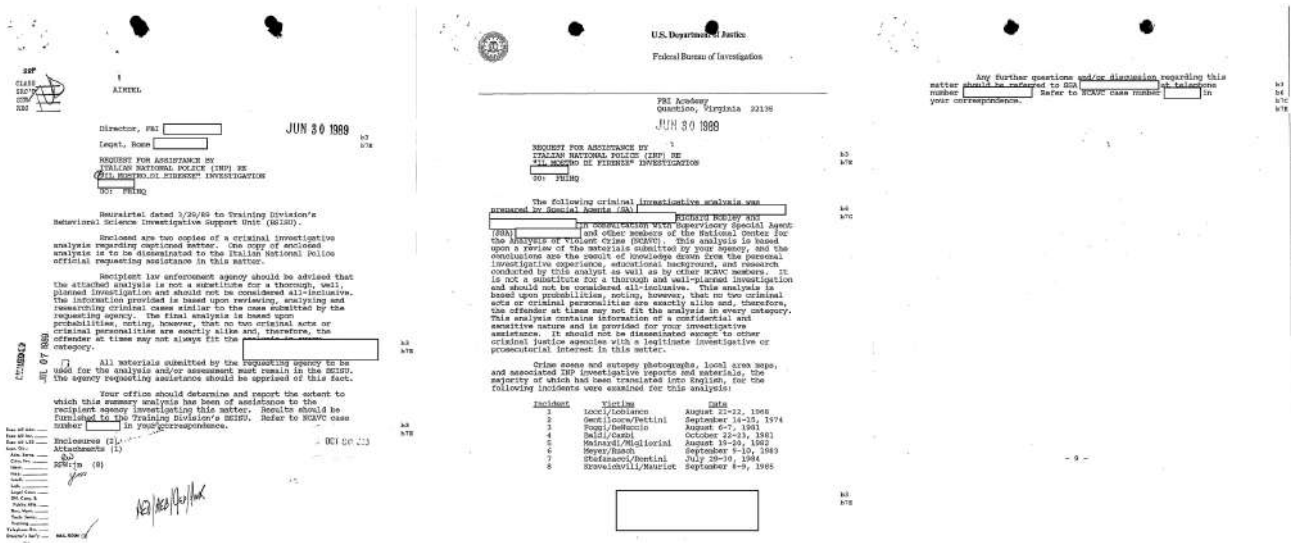 AIRTEL
Director, FBI
JUN 30 1989
Legat, Rome
b3
b7E
REQUEST FOR ASSISTANCE BY
ITALIAN NATIONAL POLICE (INP) RE
"IL MOSTRO DI FIRENZE" INVESTIGATION
OO: FBIHQ
Reurairtel dated 3/29/89 to Training Division's
Behavioral Science Investigative Support Unit (BSISU).
Enclosed are two copies of a criminal investigative
analysis regarding captioned matter. One copy of enclosed
analysis is to be disseminated to the Italian National Police
official requesting assistance in this matter.
Recipient law enforcement agency should be advised that
the attached analysis is not a substitute for a thorough, well,
planned investigation and should not be considered all-inclusive.
The information provided is based upon reviewing, analyzing and
researching criminal cases similar to the case submitted by the
requesting agency. The final analysis is based upon
probabilities, noting, however, that no two criminal acts or
criminal personalities are exactly alike and, therefore, the
offender at times may not always fit the
category.
b3
b7E
All materials submitted by the requesting agency to be
used for the analysis and/or assessment must remain in the BSISU.
The agency requesting assistance should be apprised of this fact.
Your office should determine and report the extent to
which this summary analysis has been of assistance to the
recipient agency investigating this matter. Results should be
furnished to the Training Division's BSISU. Refer to NCAVC case
number in your correspondence.
b3
b7E
Enclosures (2)
Attachments (1)
U.S. Department of Justice
Federal Bureau of Investigation
FBI Academy
Quantico, Virginia 22135
JUN 30 1989
1
REQUEST FOR ASSISTANCE BY
ITALIAN NATIONAL POLICE (INP) RE
"IL MOSTRO DI FIRENZE" INVESTIGATION
b3
b7E
OO: FBIHQ
The following criminal investigative analysis was
prepared by Special Agents (SA)
b6
b7C
Richard Robley and
in consultation with Supervisory Special Agent
(SSA) and other members of the National Center for
the Analysis of Violent Crime (NCAVC). This analysis is based
upon a review of the materials submitted by your agency, and the
conclusions are the result of knowledge drawn from the personal
investigative experience, educational background, and research
conducted by this analyst as well as by other NCAVC members. It
is not a substitute for a thorough and well-planned investigation
and should not be considered all-inclusive. This analysis is
based upon probabilities, noting, however, that no two criminal
acts or criminal personalities are exactly alike and, therefore,
the offender at times may not fit the analysis in every category.
This analysis contains information of a confidential and
sensitive nature and is provided for your investigative
assistance. It should not be disseminated except to other
criminal justice agencies with a legitimate investigative or
prosecutorial interest in this matter.
Crime scene and autopsy photographs, local area maps,
and associated INP investigative reports and materials, the
majority of which had been translated into English, for the
following incidents were examined for this analysis:
Incident Victims Date
1 Locci/Lobianco August 21-22, 1968
2 Gentilcore/Pettini September 14-15, 1974
3 Foggi/DeNuccio August 6-7, 1981
4 Baldi/Cambi October 22-23, 1981
5 Mainardi/Migliorini August 19-20, 1982
6 Meyer/Rusch September 9-10, 1983
7 Stefanacci/Rontini July 29-30, 1984
8 Kraveichvili/Mauriot September 8-9, 1985
b3
b7E
Any further questions and/or discussion regarding this
matter should be referred to SSA at telephone
number Refer to NCAVC case number in
your correspondence.
b3
b6
b7C
b7E
- 9 -